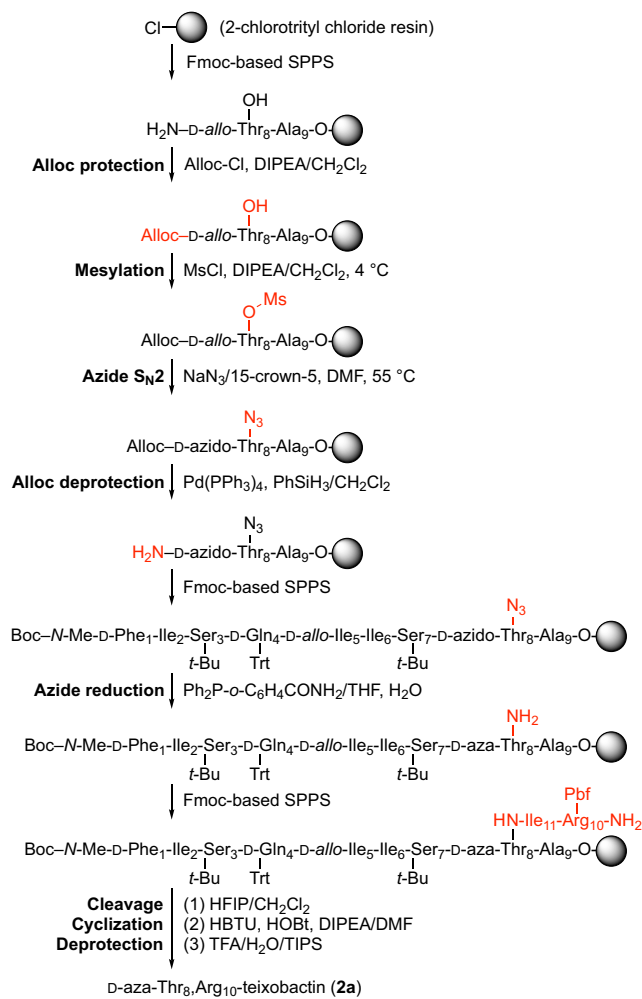 Cl (2-chlorotrityl chloride resin)
Fmoc-based SPPS
OH
H₂N–D-allo-Thr₈-Ala₉-O
Alloc protection Alloc-Cl, DIPEA/CH₂Cl₂
OH
Alloc–D-allo-Thr₈-Ala₉-O
Mesylation MsCl, DIPEA/CH₂Cl₂, 4 °C
O–Ms
Alloc–D-allo-Thr₈-Ala₉-O
Azide Sₙ2 NaN₃/15-crown-5, DMF, 55 °C
N₃
Alloc–D-azido-Thr₈-Ala₉-O
Alloc deprotection Pd(PPh₃)₄, PhSiH₃/CH₂Cl₂
N₃
H₂N–D-azido-Thr₈-Ala₉-O
Fmoc-based SPPS
N₃
Boc–N-Me-D-Phe₁-Ile₂-Ser₃-D-Gln₄-D-allo-Ile₅-Ile₆-Ser₇-D-azido-Thr₈-Ala₉-O
t-Bu Trt t-Bu
Azide reduction Ph₂P-o-C₆H₄CONH₂/THF, H₂O
NH₂
Boc–N-Me-D-Phe₁-Ile₂-Ser₃-D-Gln₄-D-allo-Ile₅-Ile₆-Ser₇-D-aza-Thr₈-Ala₉-O
t-Bu Trt t-Bu
Fmoc-based SPPS
Pbf
HN-Ile₁₁-Arg₁₀-NH₂
Boc–N-Me-D-Phe₁-Ile₂-Ser₃-D-Gln₄-D-allo-Ile₅-Ile₆-Ser₇-D-aza-Thr₈-Ala₉-O
t-Bu Trt t-Bu
Cleavage (1) HFIP/CH₂Cl₂
Cyclization (2) HBTU, HOBt, DIPEA/DMF
Deprotection (3) TFA/H₂O/TIPS
D-aza-Thr₈,Arg₁₀-teixobactin (2a)